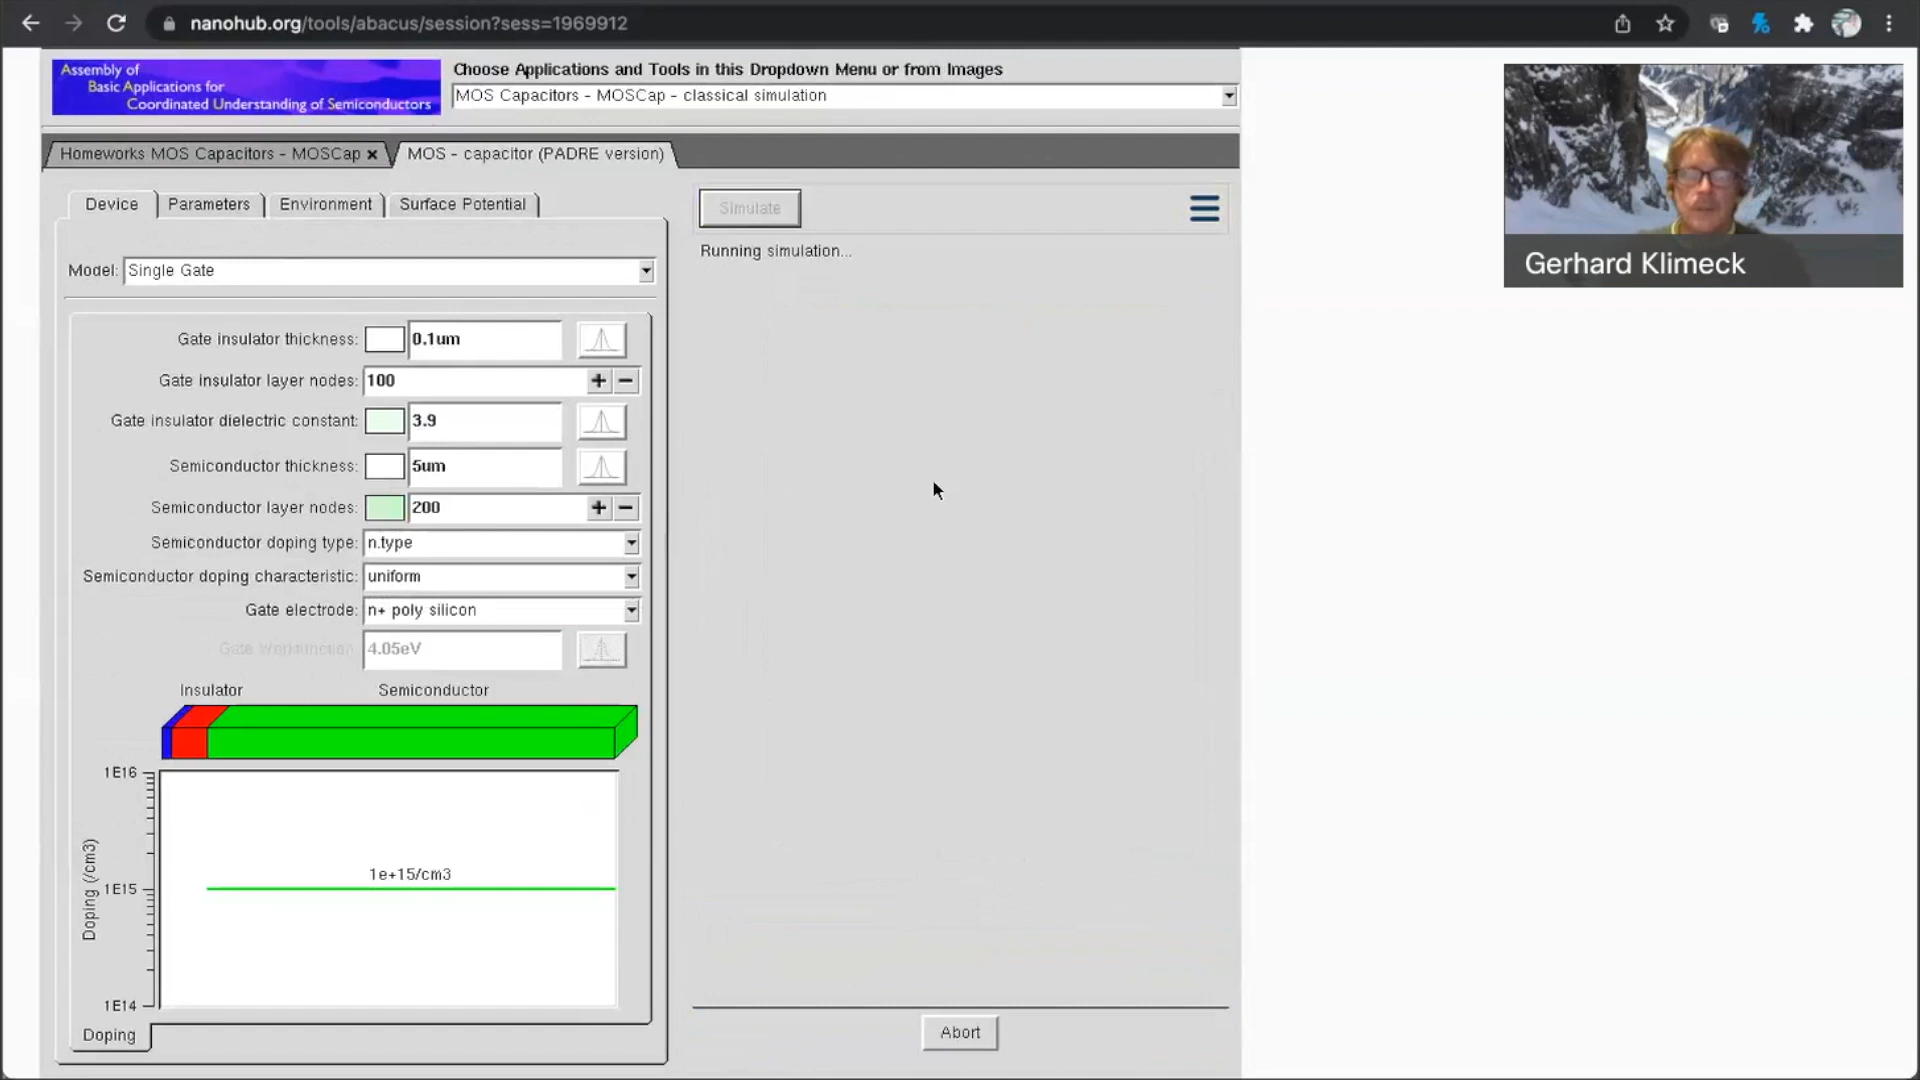 nanohub.org/tools/abacus/session?sess=1969912
Assembly of
Basic Applications for
Coordinated Understanding of Semiconductors
Choose Applications and Tools in this Dropdown Menu or from Images
MOS Capacitors - MOSCap - classical simulation
Homeworks MOS Capacitors - MOSCap
MOS - capacitor (PADRE version)
Device
Parameters
Environment
Surface Potential
Simulate
Running simulation...
Gerhard Klimeck
Model: Single Gate
Gate insulator thickness: 0.1um
Gate insulator layer nodes: 100
Gate insulator dielectric constant: 3.9
Semiconductor thickness: 5um
Semiconductor layer nodes: 200
Semiconductor doping type: n.type
Semiconductor doping characteristic: uniform
Gate electrode: n+ poly silicon
Gate Workfunction: 4.05eV
Insulator
Semiconductor
1E16
1e+15/cm3
1E15
Doping (/cm3)
1E14
Doping
Abort